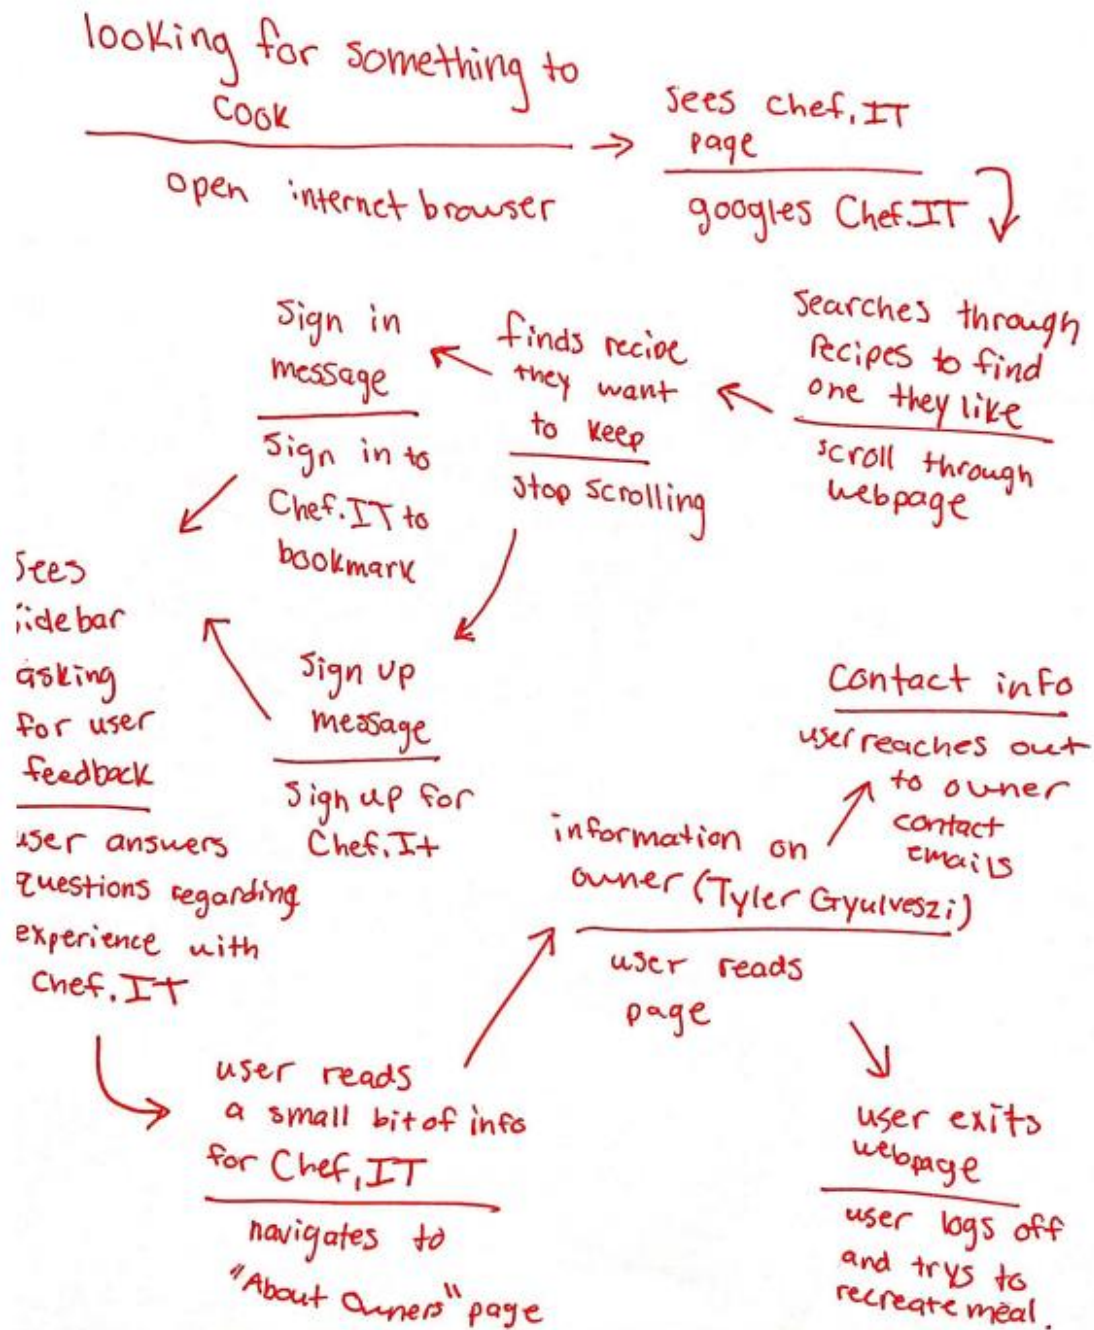 looking for something to
cook
open internet browser
sees chef.IT
page
googles Chef.IT
searches through
recipes to find
one they like
scroll through
webpage
finds recipe
they want
to keep
stop scrolling
Sign in
message
Sign in to
Chef.IT to
bookmark
Sign up
message
Sign up for
Chef.It
Sees
sidebar
asking
for user
feedback
user answers
questions regarding
experience with
Chef.IT
user reads
a small bit of info
for Chef.IT
navigates to
"About Owners" page
information on
owner (Tyler Gyulveszi)
user reads
page
Contact info
user reaches out
to owner
contact
emails
user exits
webpage
user logs off
and trys to
recreate meal.